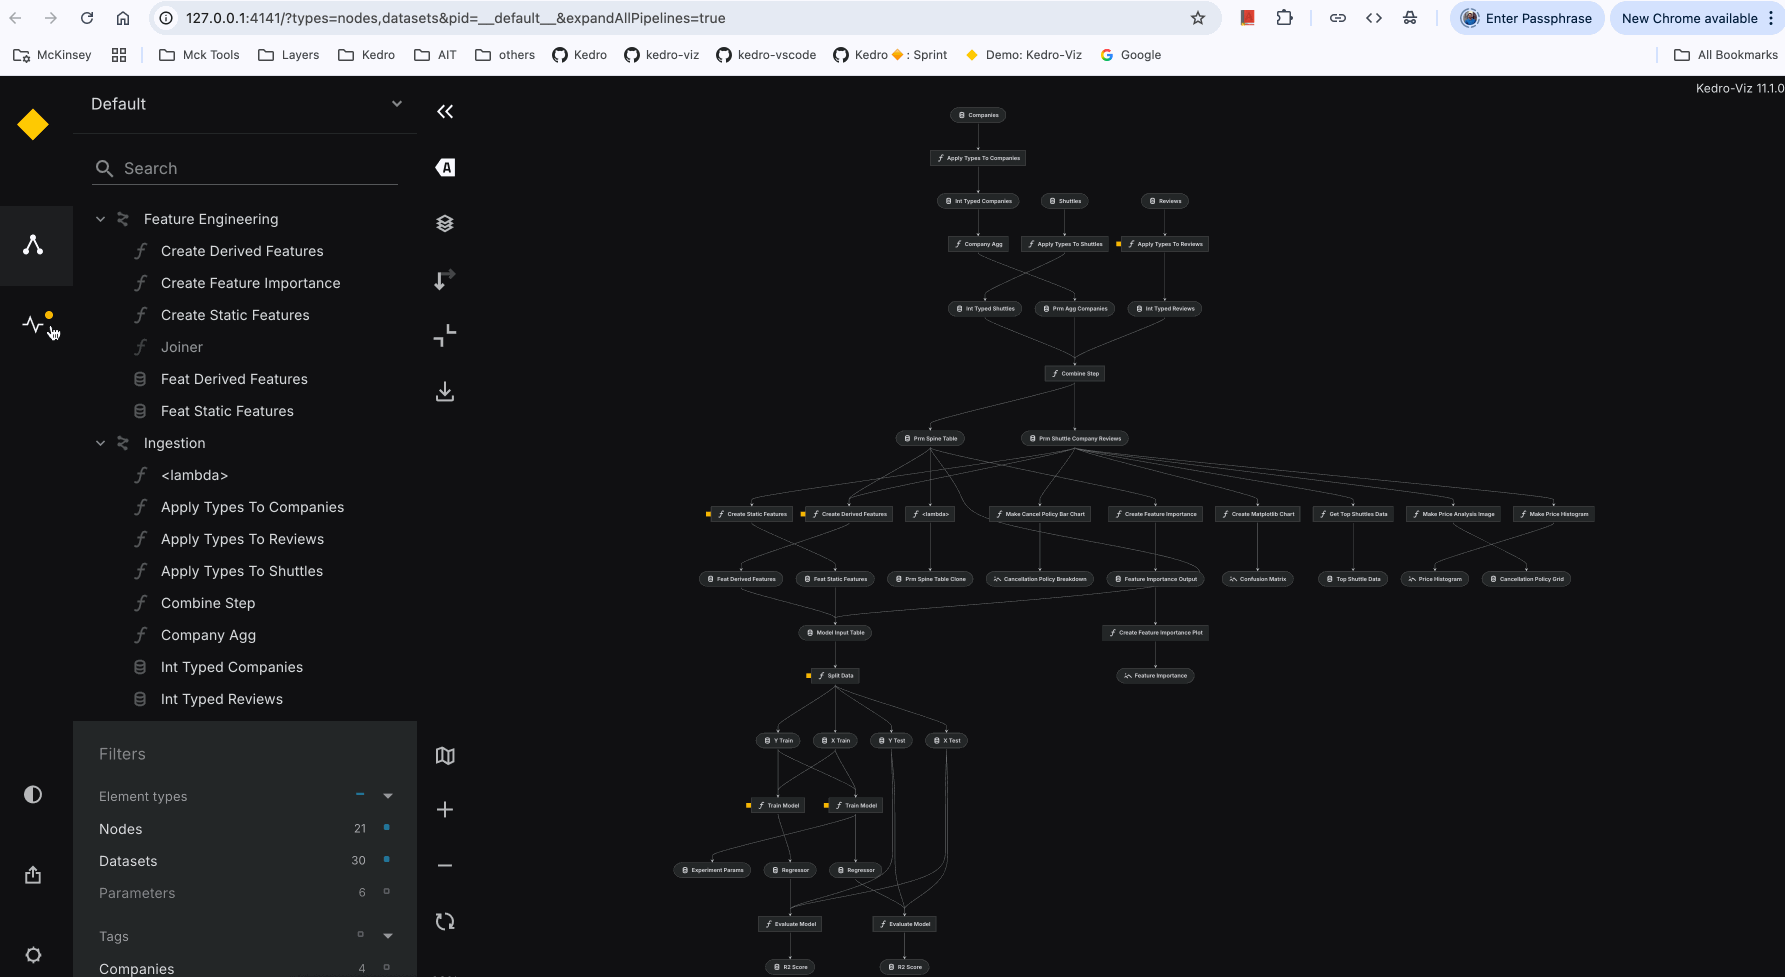 127.0.0.1:4141/?types=nodes,datasets&pid=__default__&expandAllPipelines=true
Enter Passphrase
New Chrome available
McKinsey
Mck Tools
Layers
Kedro
AIT
others
Kedro
kedro-viz
kedro-vscode
Kedro 🔶 : Sprint
Demo: Kedro-Viz
Google
All Bookmarks
Kedro-Viz 11.1.0
Default
Search
Feature Engineering
Create Derived Features
Create Feature Importance
Create Static Features
Joiner
Feat Derived Features
Feat Static Features
Ingestion
<lambda>
Apply Types To Companies
Apply Types To Reviews
Apply Types To Shuttles
Combine Step
Company Agg
Int Typed Companies
Int Typed Reviews
Filters
Element types
Nodes 21
Datasets 30
Parameters 6
Tags
Companies 4
A
Companies
Apply Types To Companies
Int Typed Companies
Shuttles
Reviews
Company Agg
Apply Types To Shuttles
Apply Types To Reviews
Int Typed Shuttles
Prm Agg Companies
Int Typed Reviews
Combine Step
Prm Spine Table
Prm Shuttle Company Reviews
Create Static Features
Create Derived Features
<lambda>
Make Cancel Policy Bar Chart
Create Feature Importance
Create Matplotlib Chart
Get Top Shuttles Data
Make Price Analysis Image
Make Price Histogram
Feat Derived Features
Feat Static Features
Prm Spine Table Clone
Cancellation Policy Breakdown
Feature Importance Output
Confusion Matrix
Top Shuttle Data
Price Histogram
Cancellation Policy Grid
Model Input Table
Create Feature Importance Plot
Split Data
Feature Importance
Y Train
X Train
Y Test
X Test
Train Model
Train Model
Experiment Params
Regressor
Regressor
Evaluate Model
Evaluate Model
R2 Score
R2 Score